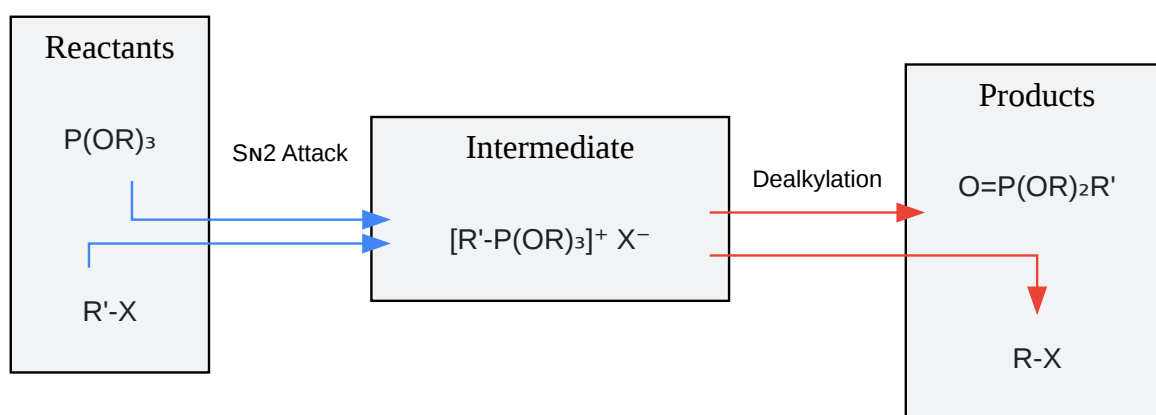 Reactants
P(OR)₃
R'-X
Sɴ2 Attack
Intermediate
[R'-P(OR)₃]⁺ X⁻
Dealkylation
Products
O=P(OR)₂R'
R-X